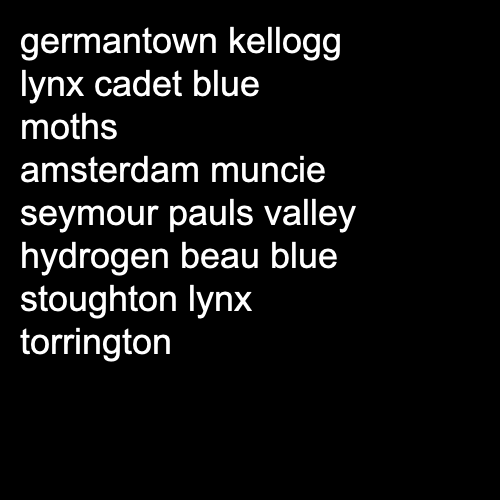 germantown kellogg
lynx cadet blue
moths
amsterdam muncie
seymour pauls valley
hydrogen beau blue
stoughton lynx
torrington